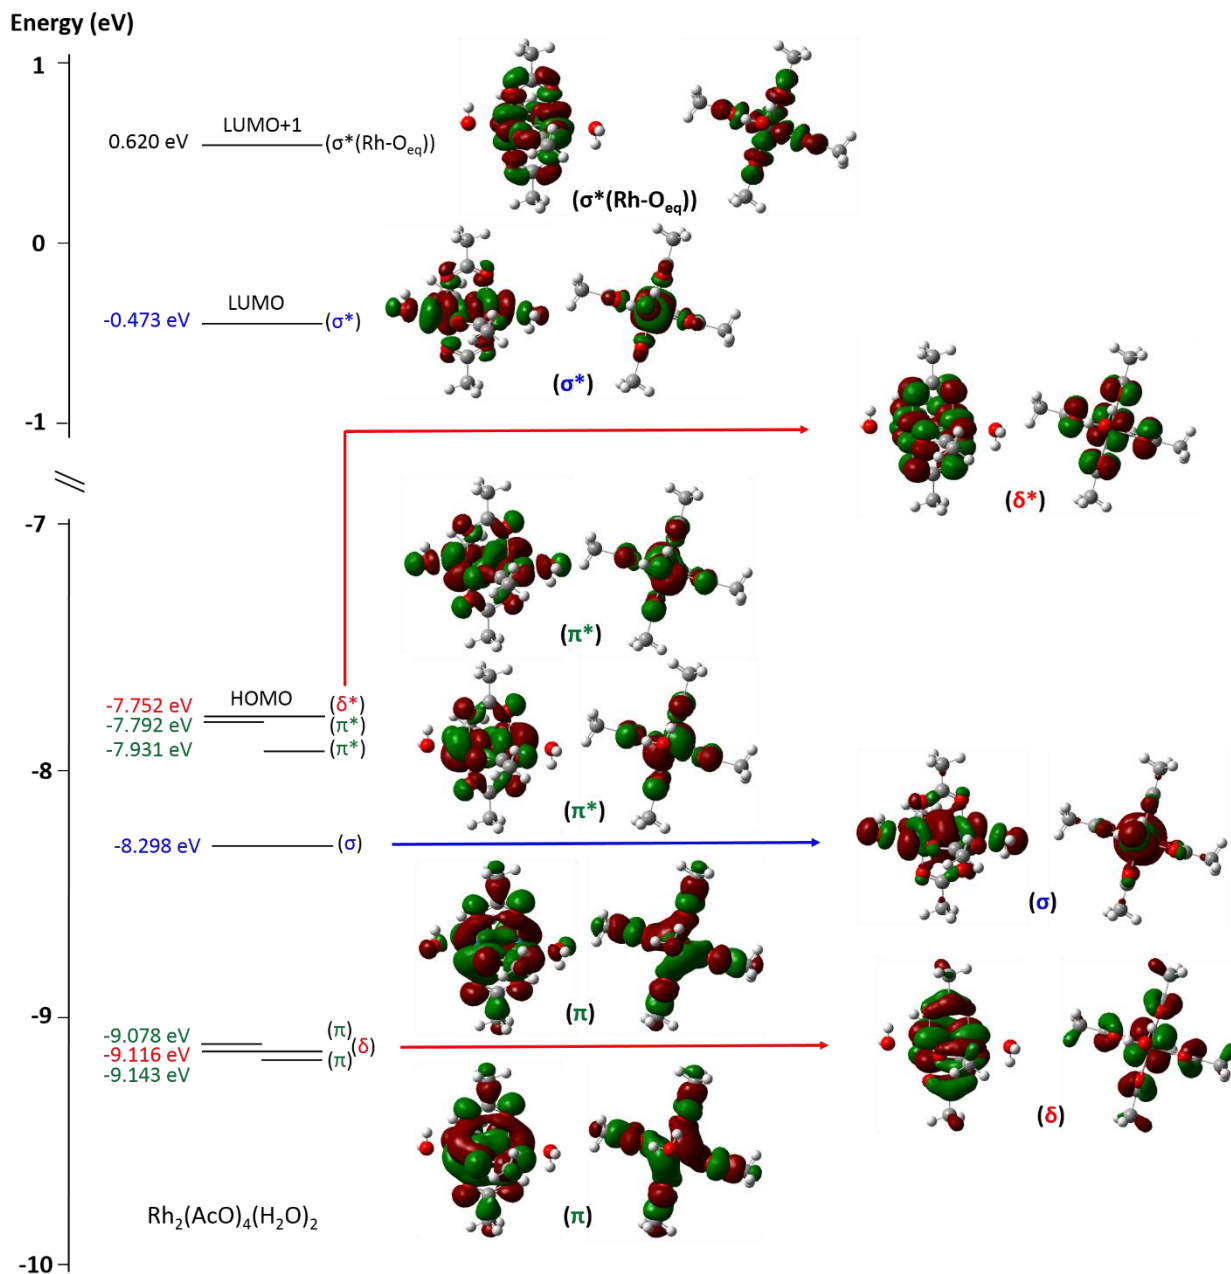 Energy (eV)
1
0.620 eV LUMO+1 (σ*(Rh-Oeq))
(σ*(Rh-Oeq))
0
-0.473 eV LUMO (σ*)
(σ*)
-1
(δ*)
-7
(π*)
-7.752 eV HOMO (δ*)
-7.792 eV (π*)
-7.931 eV (π*)
(π*)
-8
-8.298 eV (σ)
(σ)
(π)
-9
-9.078 eV (π)
-9.116 eV (δ)
-9.143 eV (π)
(δ)
(π)
Rh2(AcO)4(H2O)2
-10